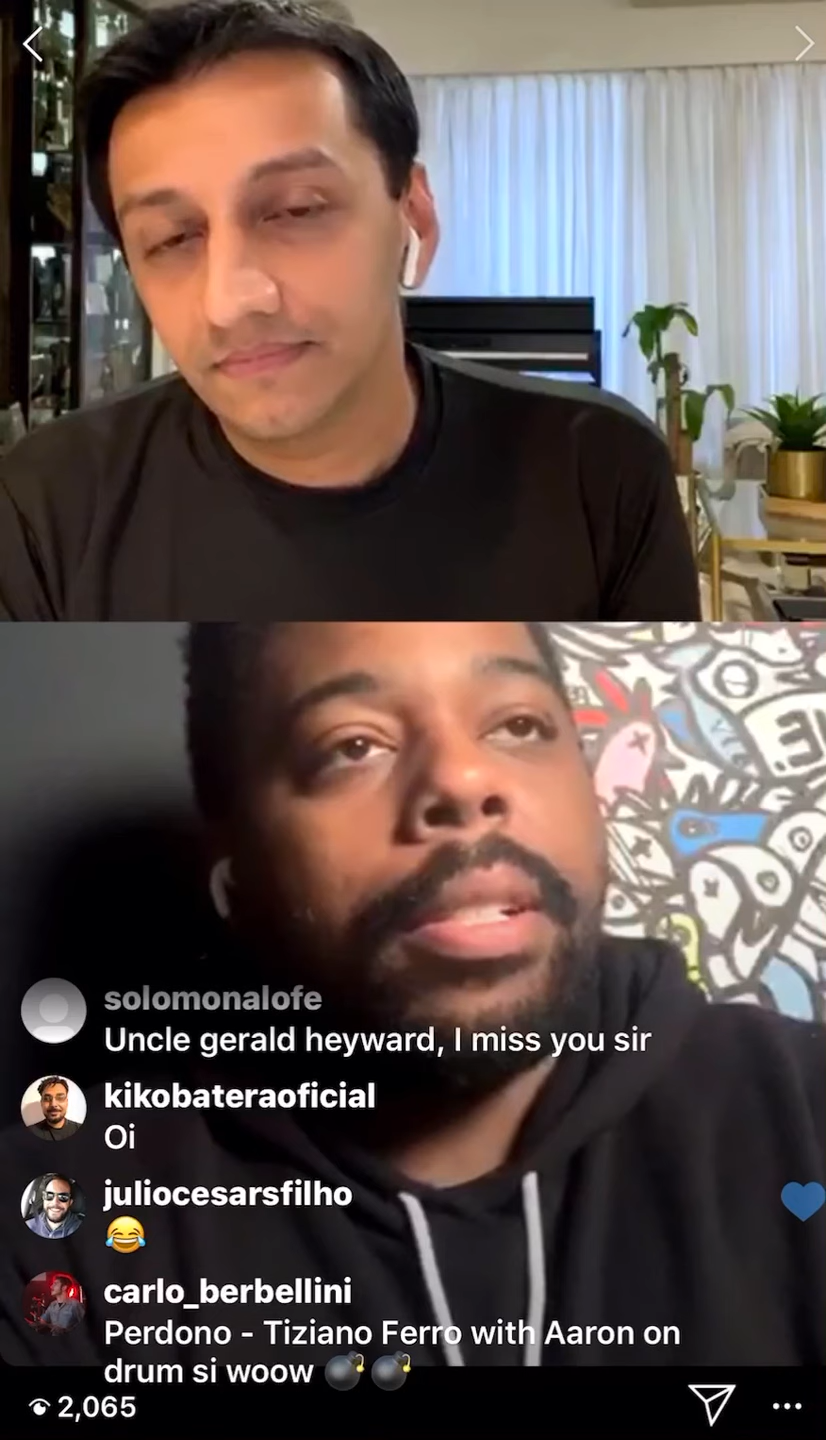 solomonalofe
Uncle gerald heyward, I miss you sir
kikobateraoficial
Oi
juliocesarsfilho
😂
carlo_berbellini
Perdono - Tiziano Ferro with Aaron on
drum si woow 💣💣
2,065